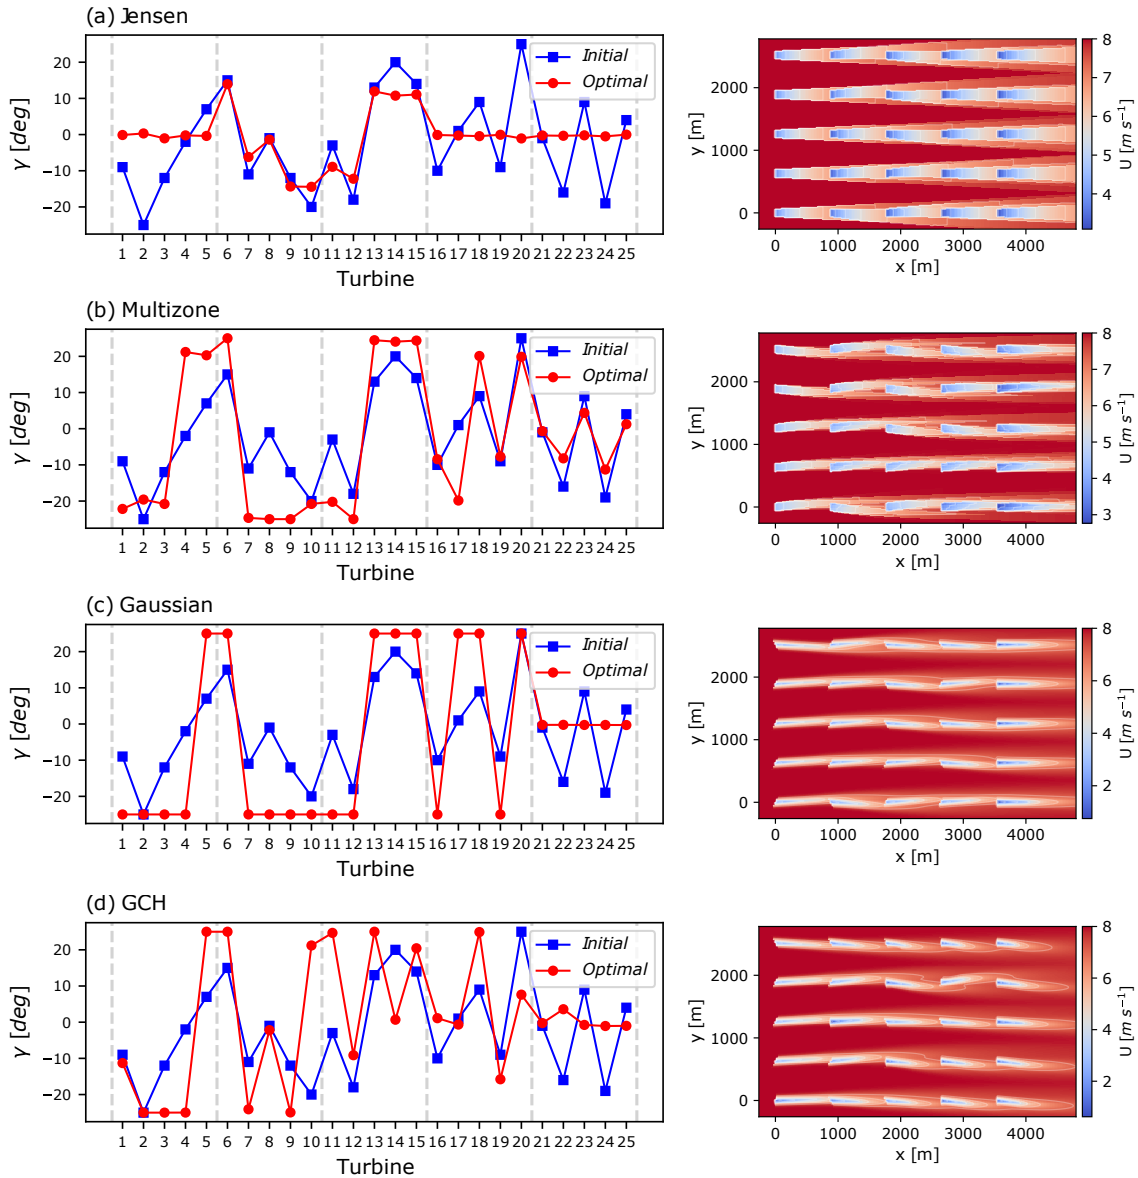 (a) Jensen
γ [deg]
20
10
0
−10
−20
Initial
Optimal
1 2 3 4 5 6 7 8 9 10 11 12 13 14 15 16 17 18 19 20 21 22 23 24 25
Turbine
y [m]
2000
1000
0
0 1000 2000 3000 4000
x [m]
8
7
6
5
4
U [m s⁻¹]
(b) Multizone
γ [deg]
20
10
0
−10
−20
Initial
Optimal
1 2 3 4 5 6 7 8 9 10 11 12 13 14 15 16 17 18 19 20 21 22 23 24 25
Turbine
y [m]
2000
1000
0
0 1000 2000 3000 4000
x [m]
8
7
6
5
4
3
U [m s⁻¹]
(c) Gaussian
γ [deg]
20
10
0
−10
−20
Initial
Optimal
1 2 3 4 5 6 7 8 9 10 11 12 13 14 15 16 17 18 19 20 21 22 23 24 25
Turbine
y [m]
2000
1000
0
0 1000 2000 3000 4000
x [m]
8
6
4
2
U [m s⁻¹]
(d) GCH
γ [deg]
20
10
0
−10
−20
Initial
Optimal
1 2 3 4 5 6 7 8 9 10 11 12 13 14 15 16 17 18 19 20 21 22 23 24 25
Turbine
y [m]
2000
1000
0
0 1000 2000 3000 4000
x [m]
8
6
4
2
U [m s⁻¹]